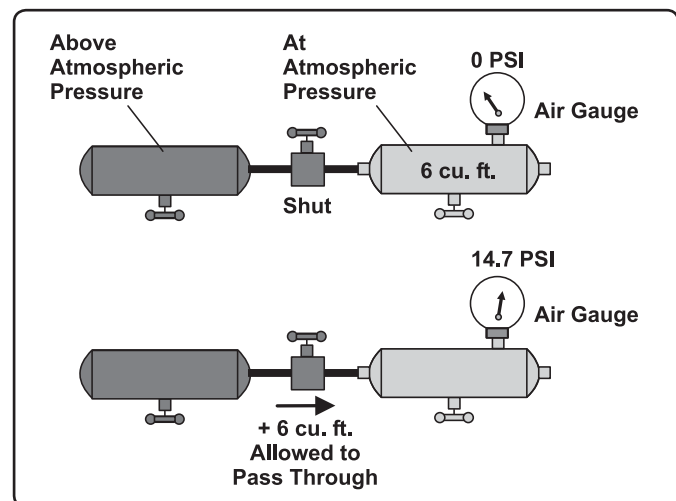 Above
Atmospheric
Pressure
At
Atmospheric
Pressure
0 PSI
Air Gauge
6 cu. ft.
Shut
14.7 PSI
Air Gauge
+ 6 cu. ft.
Allowed to
Pass Through